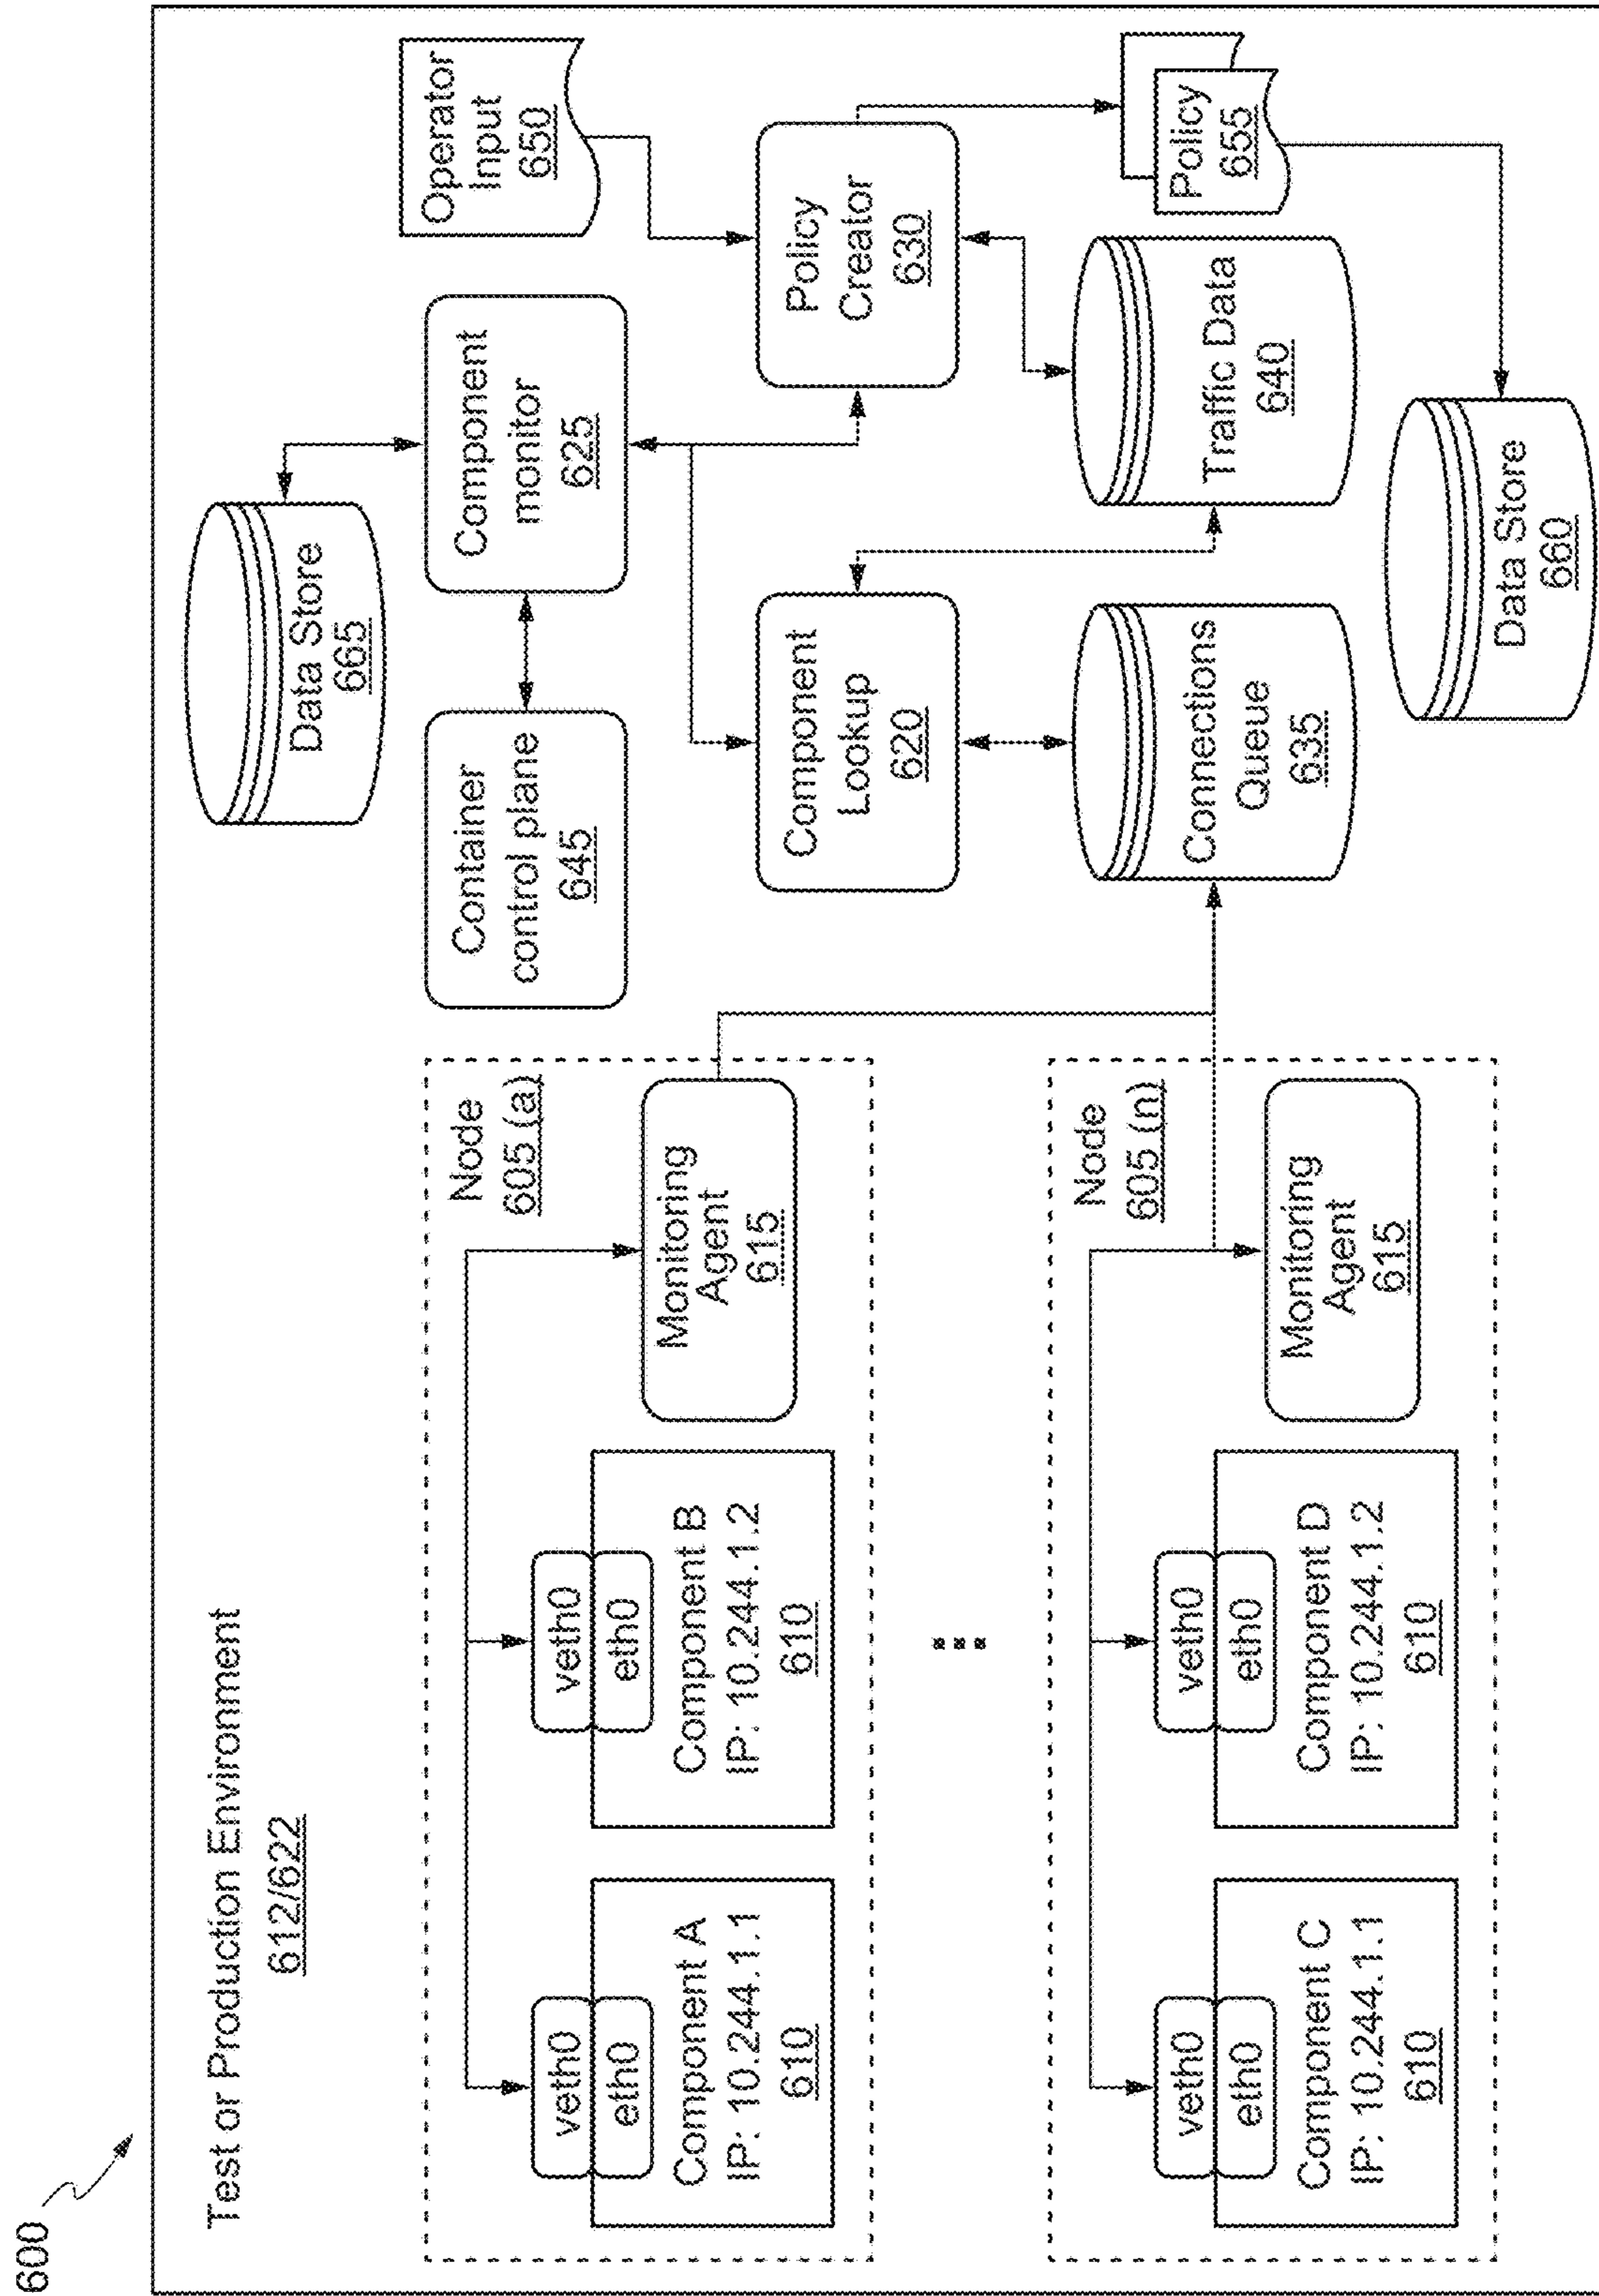 600
Test or Production Environment
612/622
Node
605 (a)
veth0
eth0
Component A
IP: 10.244.1.1
610
veth0
eth0
Component B
IP: 10.244.1.2
610
Monitoring
Agent
615
Node
605 (n)
veth0
eth0
Component C
IP: 10.244.1.1
610
veth0
eth0
Component D
IP: 10.244.1.2
610
Monitoring
Agent
615
Data Store
665
Container
control plane
645
Component
monitor
625
Operator
Input
650
Component
Lookup
620
Policy
Creator
630
Connections
Queue
635
Traffic Data
640
Policy
655
Data Store
660